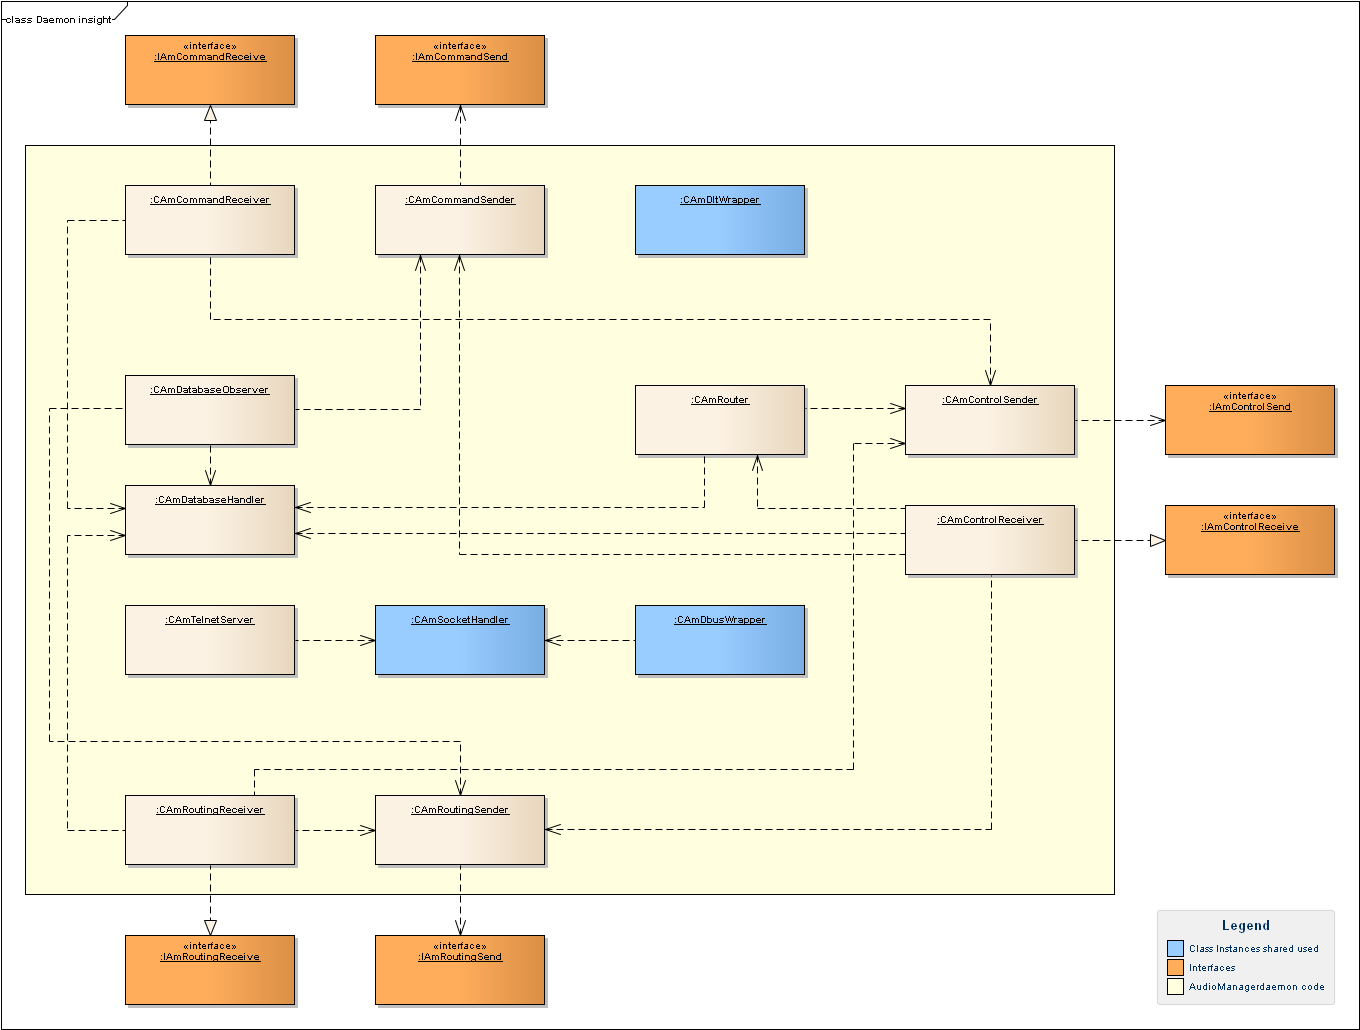 class Daemon insight
«interface»
:IAmCommandReceive
«interface»
:IAmCommandSend
:CAmCommandReceiver
:CAmCommandSender
:CAmDltWrapper
:CAmDatabaseObserver
:CAmRouter
:CAmControlSender
«interface»
:IAmControlSend
:CAmDatabaseHandler
:CAmControlReceiver
«interface»
:IAmControlReceive
:CAmTelnetServer
:CAmSocketHandler
:CAmDbusWrapper
:CAmRoutingReceiver
:CAmRoutingSender
«interface»
:IAmRoutingReceive
«interface»
:IAmRoutingSend
Legend
Class Instances shared used
Interfaces
AudioManagerdaemon code